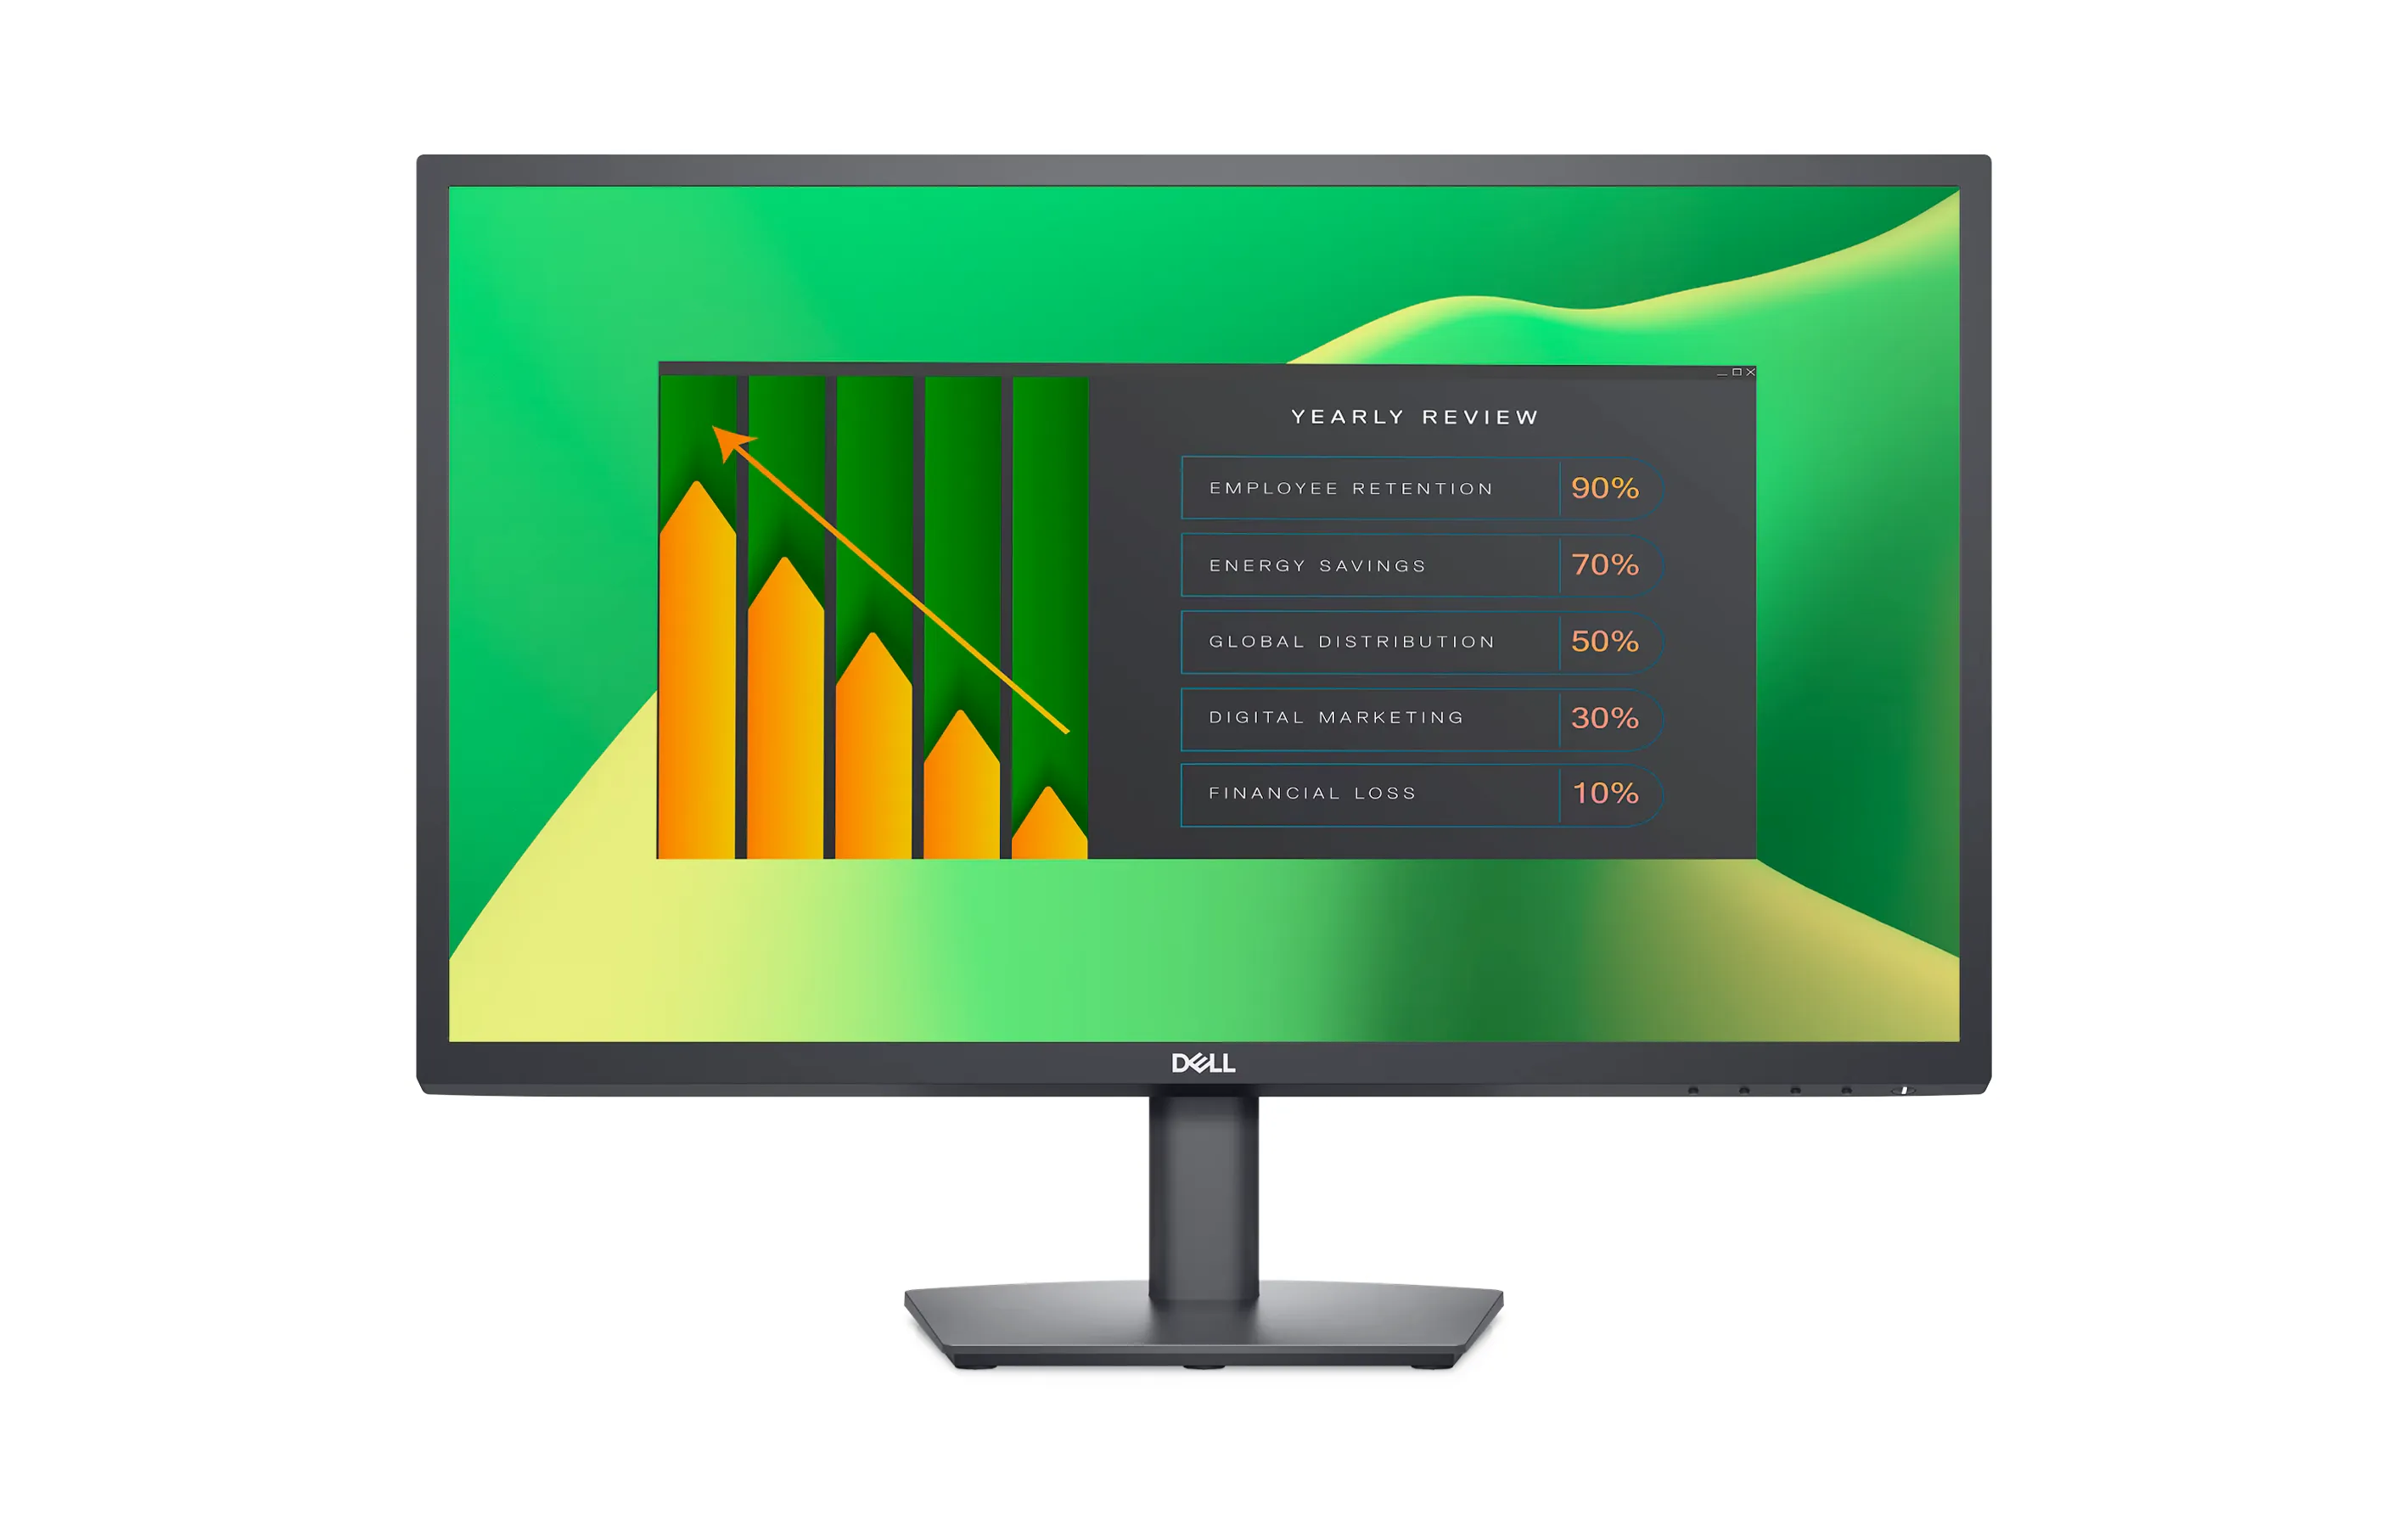 YEARLY REVIEW
EMPLOYEE RETENTION 90%
ENERGY SAVINGS 70%
GLOBAL DISTRIBUTION 50%
DIGITAL MARKETING 30%
FINANCIAL LOSS 10%
DELL